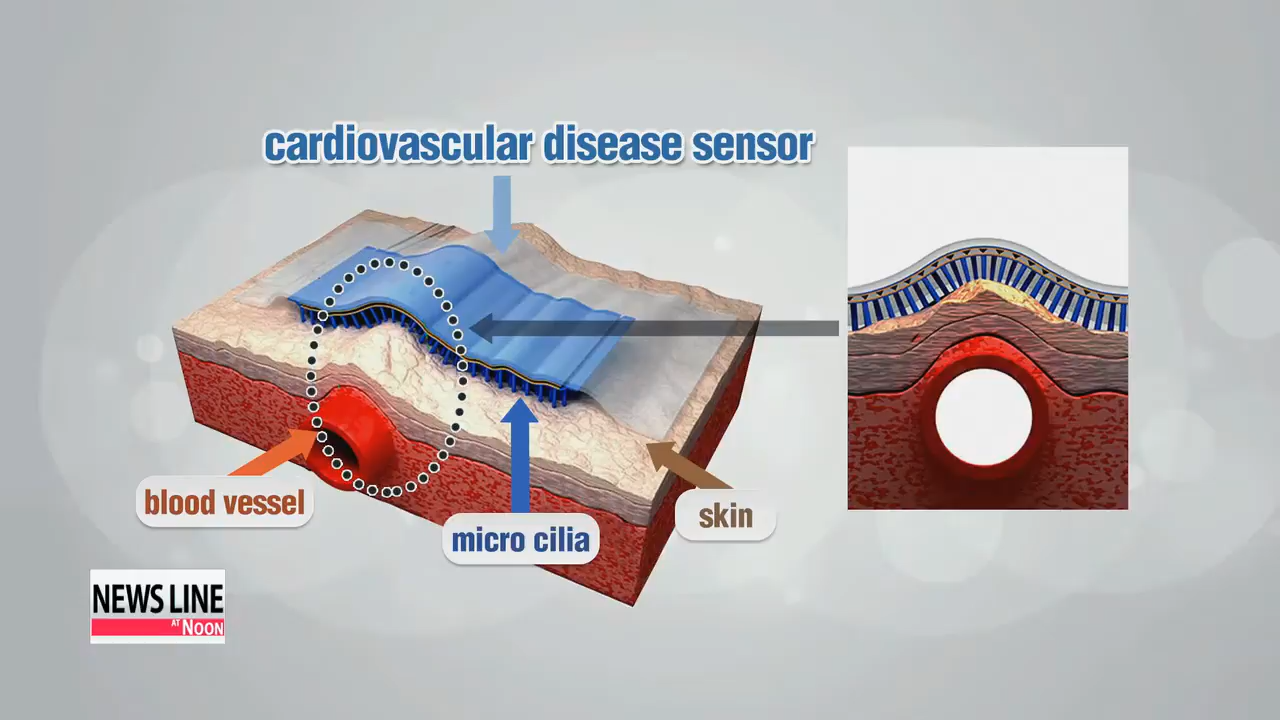 cardiovascular disease sensor
blood vessel
micro cilia
skin
NEWS LINE
AT NOON